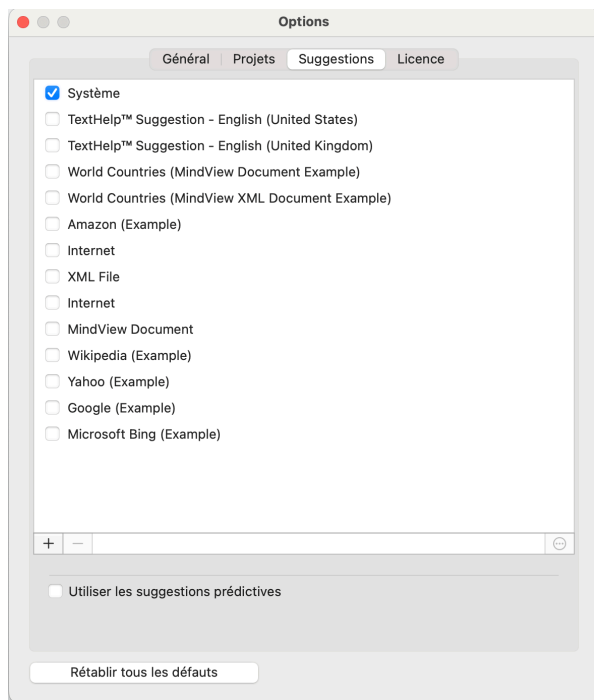 Options
Général Projets Suggestions Licence
Système
TextHelp™ Suggestion - English (United States)
TextHelp™ Suggestion - English (United Kingdom)
World Countries (MindView Document Example)
World Countries (MindView XML Document Example)
Amazon (Example)
Internet
XML File
Internet
MindView Document
Wikipedia (Example)
Yahoo (Example)
Google (Example)
Microsoft Bing (Example)
Utiliser les suggestions prédictives
Rétablir tous les défauts